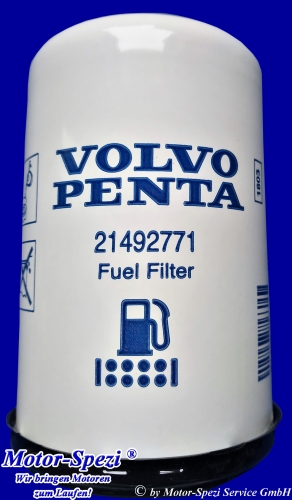 VOLVO
PENTA
1803
21492771
Fuel Filter
Motor-Spezi ®
Wir bringen Motoren
zum Laufen!
© by Motor-Spezi Service GmbH